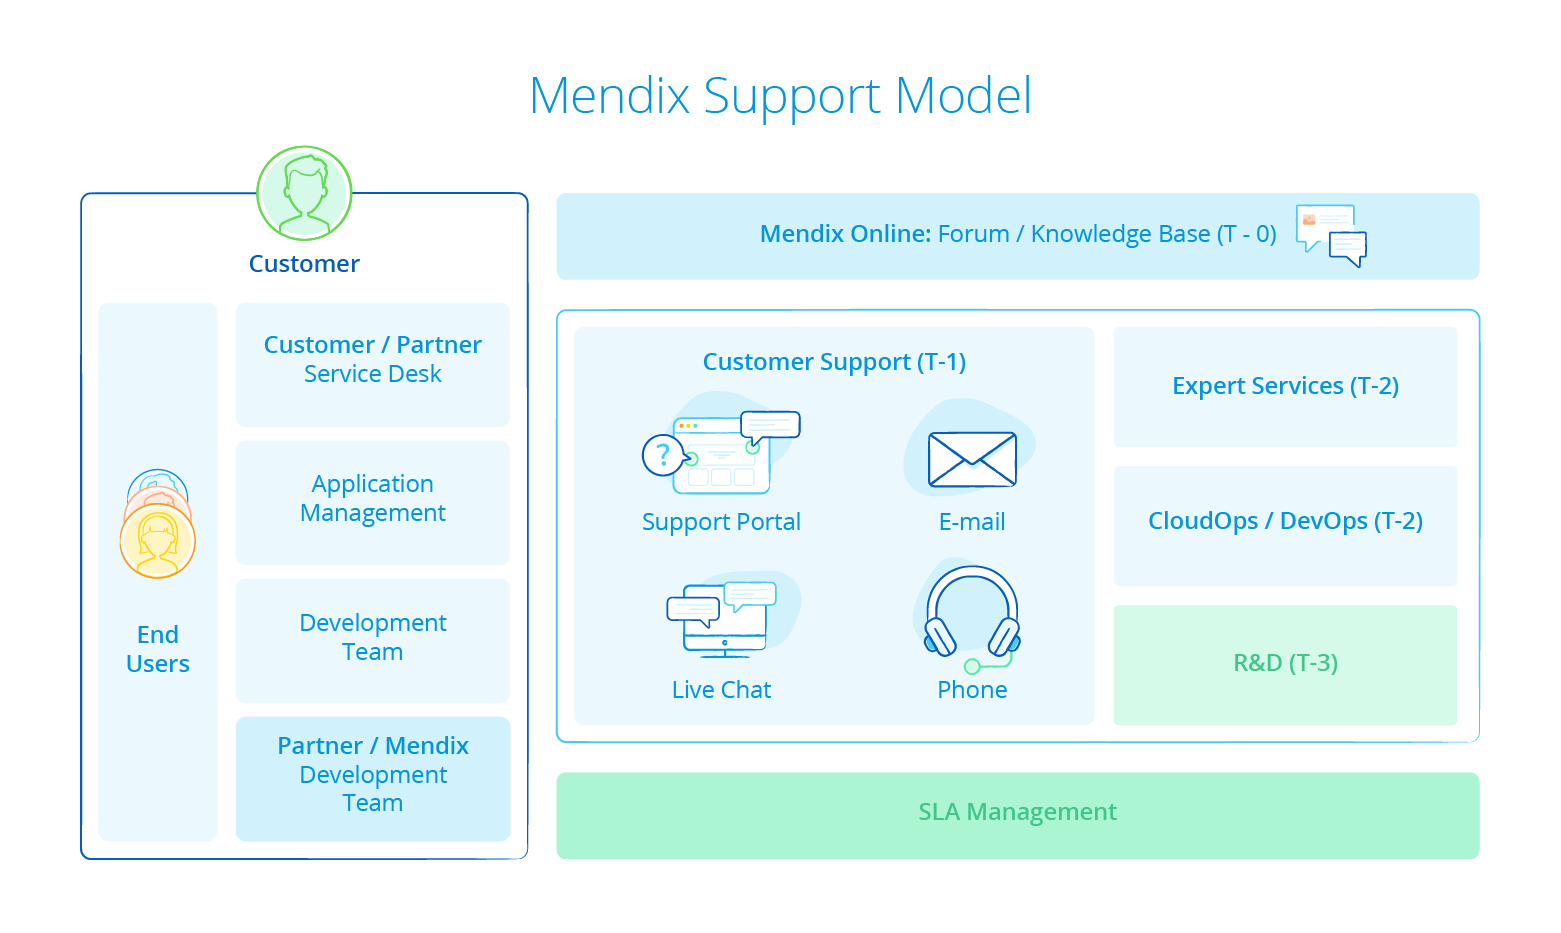 Mendix Support Model
Customer
End
Users
Customer / Partner
Service Desk
Application
Management
Development
Team
Partner / Mendix
Development
Team
Mendix Online: Forum / Knowledge Base (T - 0)
Customer Support (T-1)
?
Support Portal
E-mail
Live Chat
Phone
Expert Services (T-2)
CloudOps / DevOps (T-2)
R&D (T-3)
SLA Management